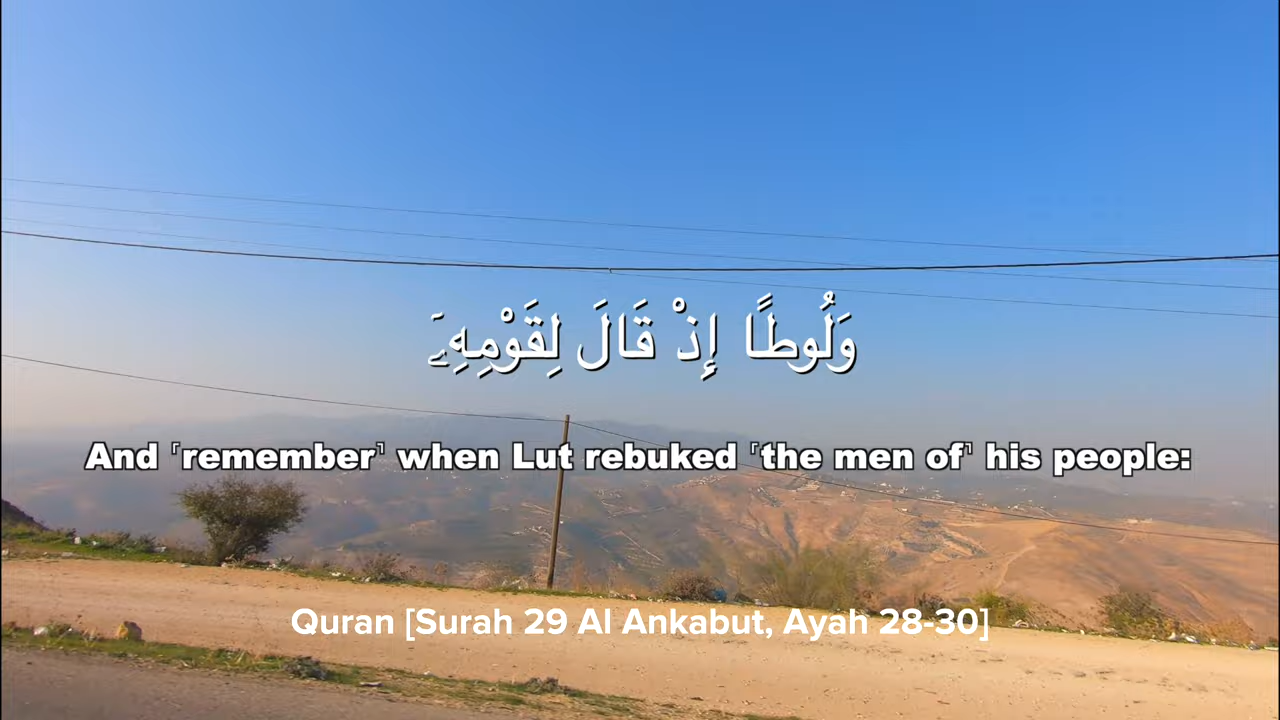 وَلُوطًا إِذْ قَالَ لِقَوْمِهِۦٓ
And ˹remember˺ when Lut rebuked ˹the men of˺ his people:
Quran [Surah 29 Al Ankabut, Ayah 28-30]